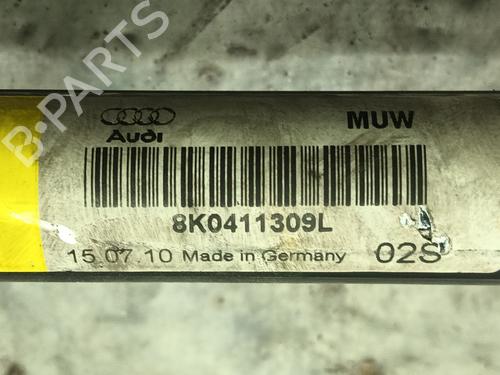 B-PARTS
Audi
MUW
8K0411309L
15.07.10 Made in Germany 02S